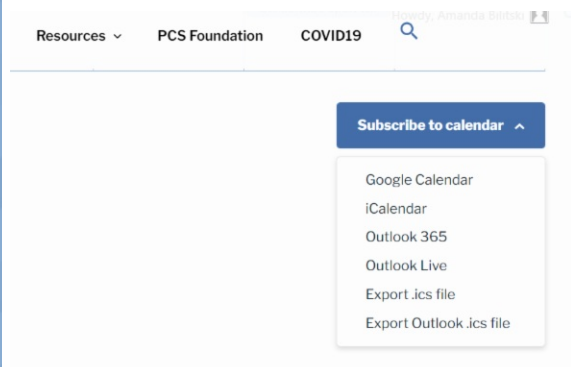 Howdy, Amanda Bilitski
Resources PCS Foundation COVID19
Subscribe to calendar
Google Calendar
iCalendar
Outlook 365
Outlook Live
Export .ics file
Export Outlook .ics file